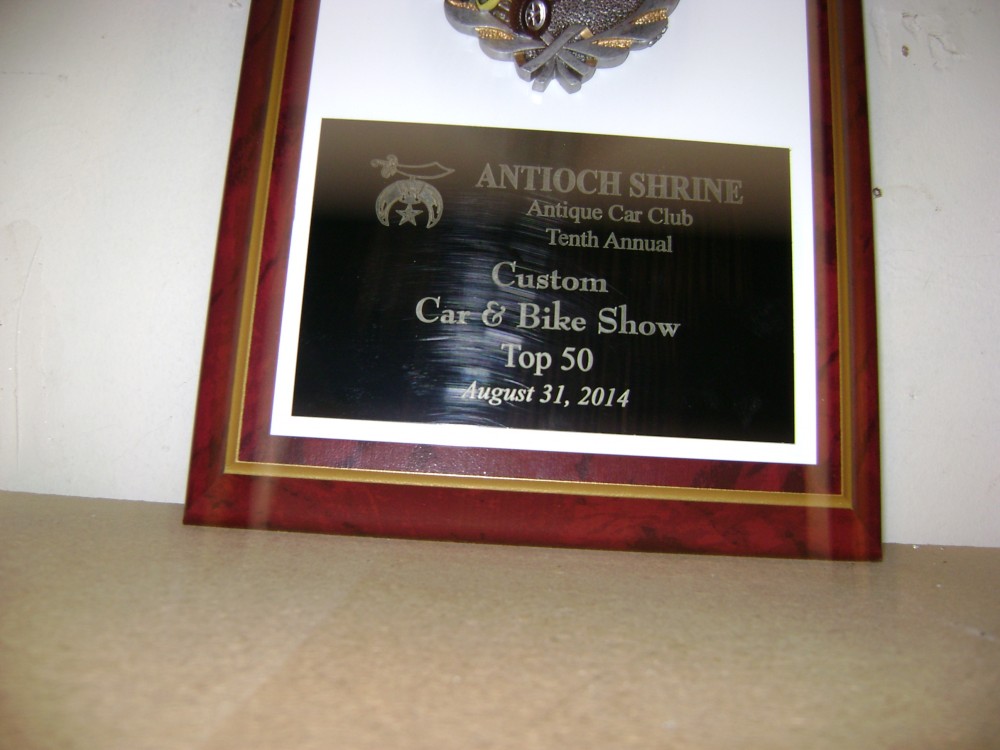 ANTIOCH SHRINE
Antique Car Club
Tenth Annual
Custom
Car & Bike Show
Top 50
August 31, 2014